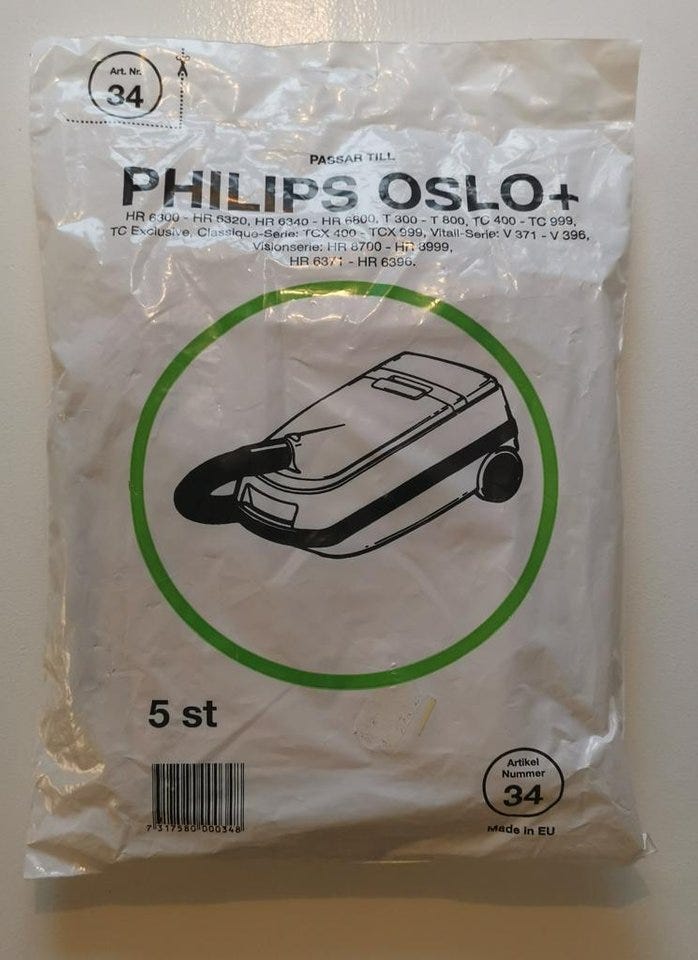 Art. Nr.
34
PASSAR TILL
PHILIPS OSLO+
HR 6300 - HR 6320, HR 6340 - HR 6800, T 300 - T 800, TC 400 - TC 999,
TC Exclusive, Classique-Serie: TCX 400 - TCX 999, Vitall-Serie: V 371 - V 396,
Visionserie: HR 8700 - HR 8999,
HR 6371 - HR 6396.
5 st
7 317580 000348
Artikel
Nummer
34
Made in EU